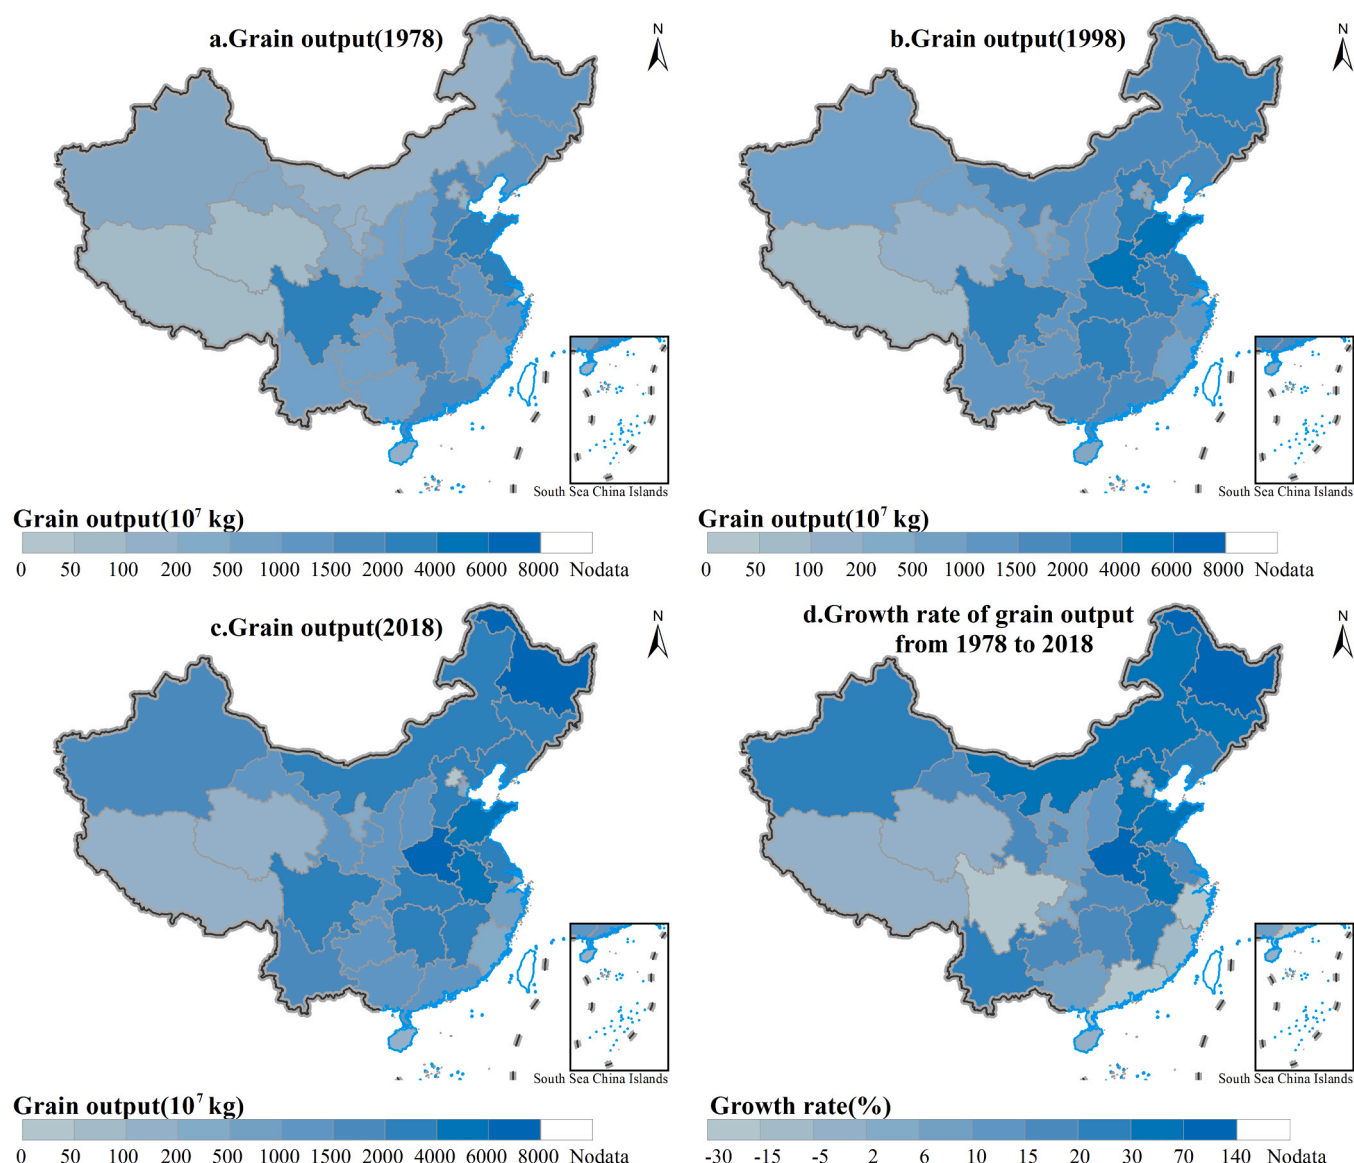 a.Grain output(1978)
N
South Sea China Islands
Grain output(10⁷ kg)
0 50 100 200 500 1000 1500 2000 4000 6000 8000 Nodata
b.Grain output(1998)
N
South Sea China Islands
Grain output(10⁷ kg)
0 50 100 200 500 1000 1500 2000 4000 6000 8000 Nodata
c.Grain output(2018)
N
South Sea China Islands
Grain output(10⁷ kg)
0 50 100 200 500 1000 1500 2000 4000 6000 8000 Nodata
d.Growth rate of grain output
from 1978 to 2018
N
South Sea China Islands
Growth rate(%)
-30 -15 -5 2 6 10 15 20 30 70 140 Nodata